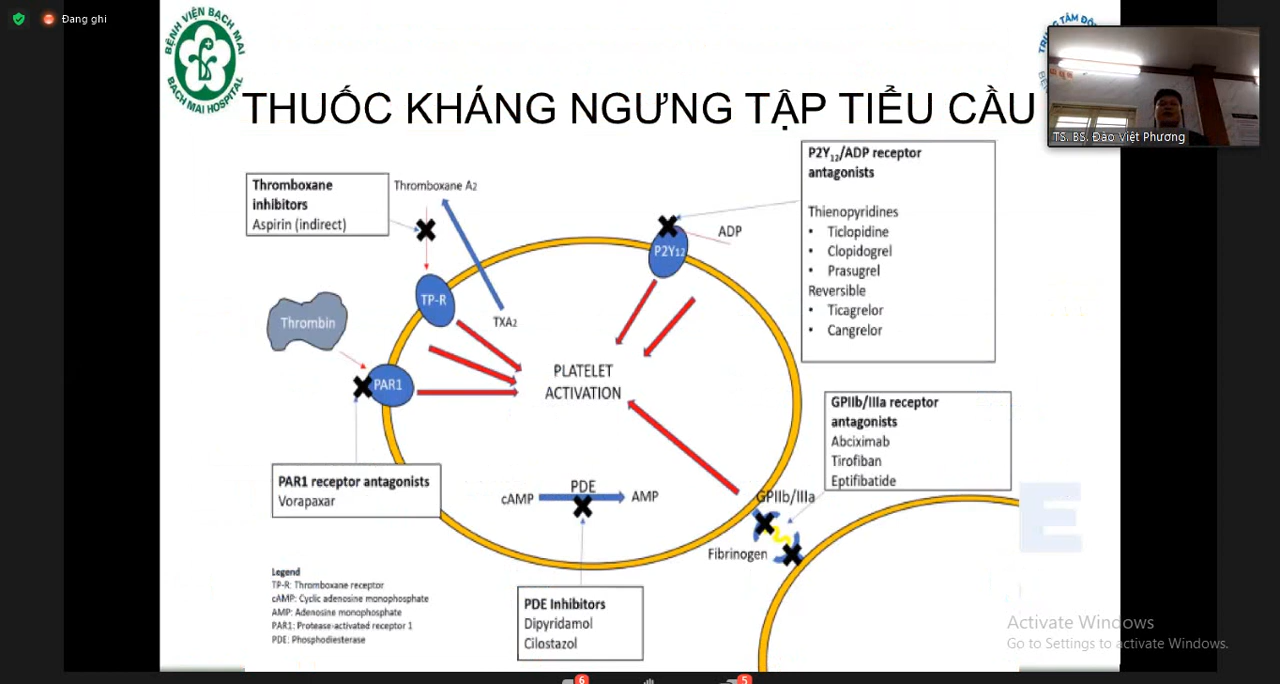 Đang ghi
BỆNH VIỆN BẠCH MAI
BACH MAI HOSPITAL
TRUNG TÂM ĐỘ
TS. BS. Đào Việt Phương
THUỐC KHÁNG NGƯNG TẬP TIỂU CẦU
Thromboxane
inhibitors
Aspirin (indirect)
Thromboxane A2
TP-R
TXA2
Thrombin
PAR1
PAR1 receptor antagonists
Vorapaxar
PLATELET
ACTIVATION
P2Y12
ADP
P2Y12/ADP receptor
antagonists
Thienopyridines
• Ticlopidine
• Clopidogrel
• Prasugrel
Reversible
• Ticagrelor
• Cangrelor
GPIIb/IIIa receptor
antagonists
Abciximab
Tirofiban
Eptifibatide
GPIIb/IIIa
Fibrinogen
cAMP
PDE
AMP
PDE Inhibitors
Dipyridamol
Cilostazol
Legend
TP-R: Thromboxane receptor
cAMP: Cyclic adenosine monophosphate
AMP: Adenosine monophosphate
PAR1: Protease-activated receptor 1
PDE: Phosphodiesterase
E
Activate Windows
Go to Settings to activate Windows.
6
5